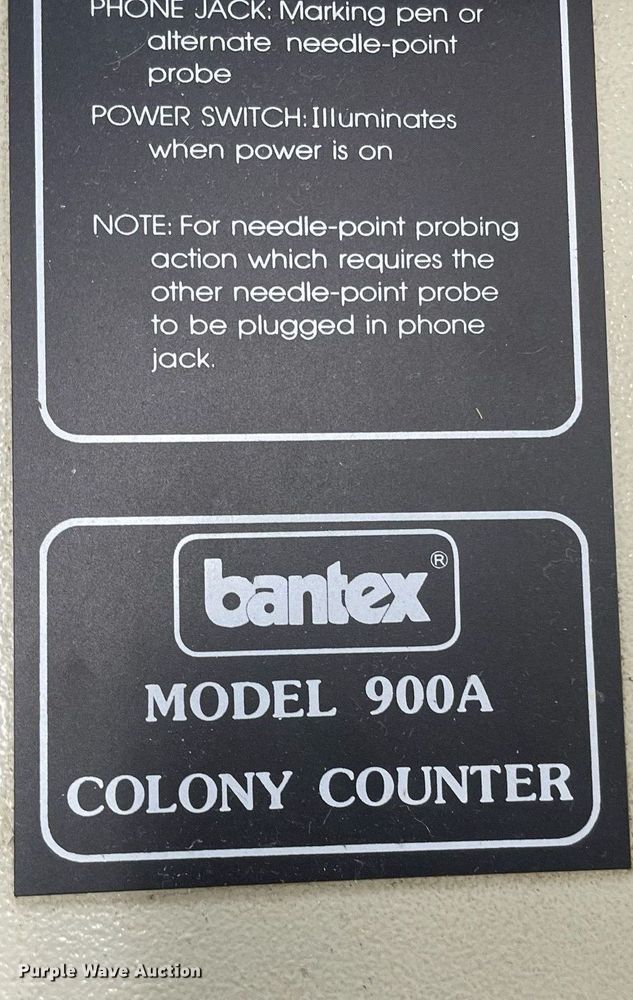 PHONE JACK: Marking pen or
alternate needle-point
probe
POWER SWITCH: Illuminates
when power is on
NOTE: For needle-point probing
action which requires the
other needle-point probe
to be plugged in phone
jack.
bantex®
MODEL 900A
COLONY COUNTER
Purple Wave Auction